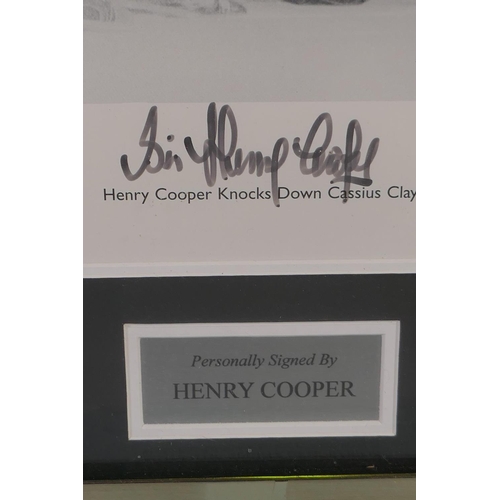 Sir Henry Cooper
Henry Cooper Knocks Down Cassius Clay
Personally Signed By
HENRY COOPER